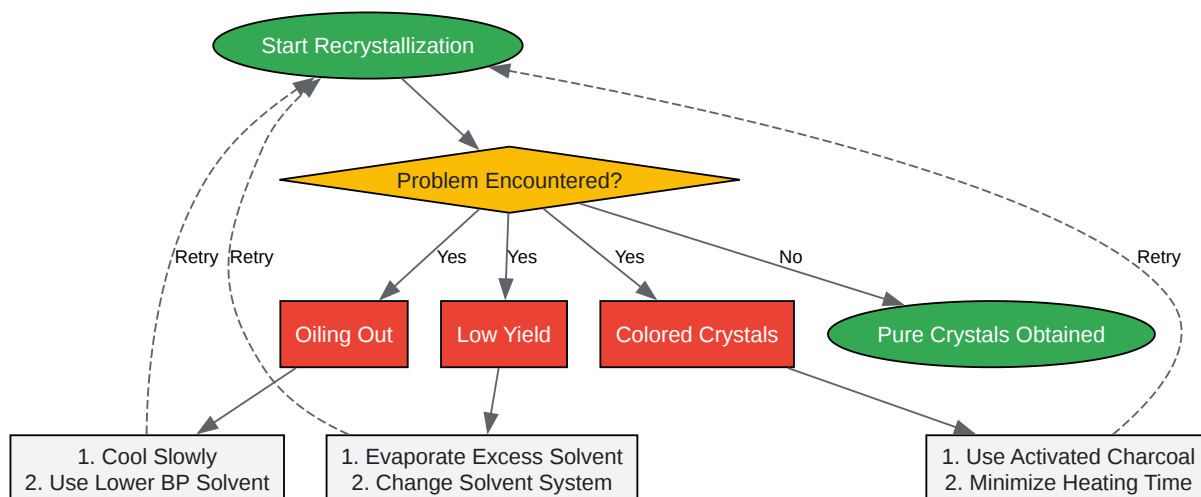 Start Recrystallization
Problem Encountered?
Retry
Retry
Yes
Yes
Yes
No
Retry
Oiling Out
Low Yield
Colored Crystals
Pure Crystals Obtained
1. Cool Slowly
2. Use Lower BP Solvent
1. Evaporate Excess Solvent
2. Change Solvent System
1. Use Activated Charcoal
2. Minimize Heating Time